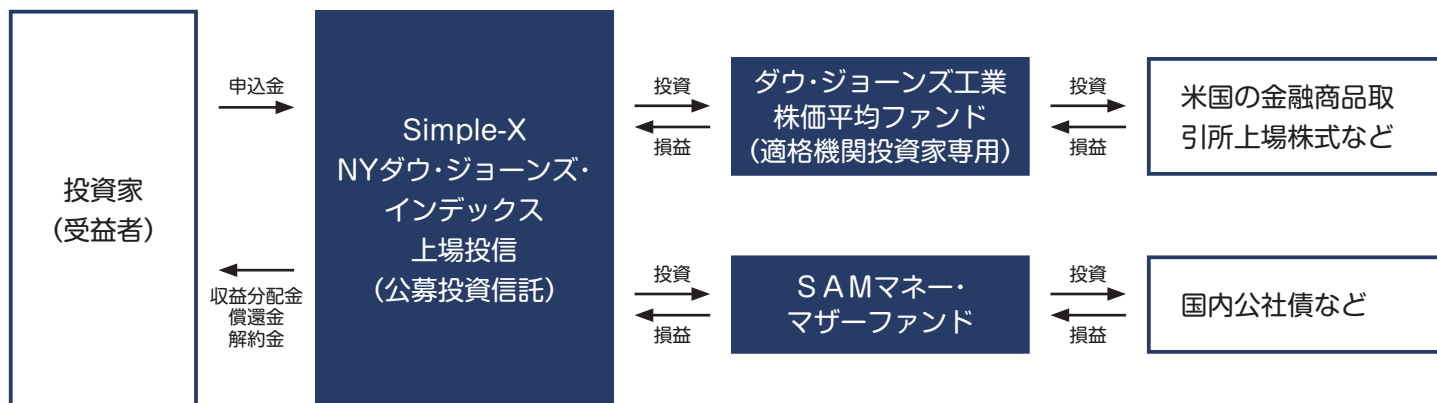 投資家
（受益者）
申込金
収益分配金
償還金
解約金
Simple-X
NYダウ・ジョーンズ・
インデックス
上場投信
（公募投資信託）
投資
損益
ダウ・ジョーンズ工業
株価平均ファンド
（適格機関投資家専用）
投資
損益
米国の金融商品取
引所上場株式など
投資
損益
ＳＡＭマネー・
マザーファンド
投資
損益
国内公社債など